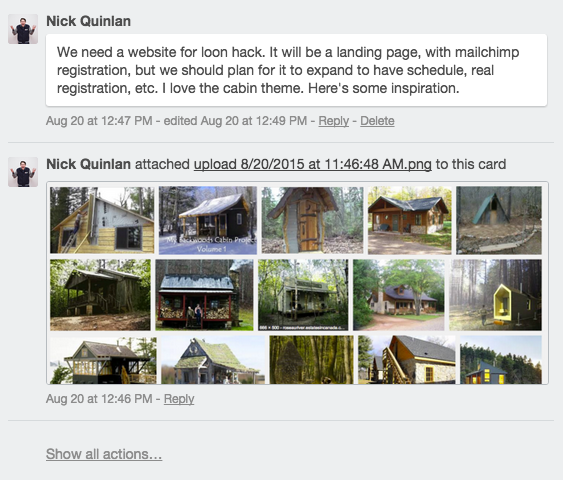 Nick Quinlan
We need a website for loon hack. It will be a landing page, with mailchimp
registration, but we should plan for it to expand to have schedule, real
registration, etc. I love the cabin theme. Here's some inspiration.
Aug 20 at 12:47 PM - edited Aug 20 at 12:49 PM - Reply - Delete
Nick Quinlan attached upload 8/20/2015 at 11:46:48 AM.png to this card
My Backwoods Cabin Project
Volume 1
Aug 20 at 12:46 PM - Reply
Show all actions...